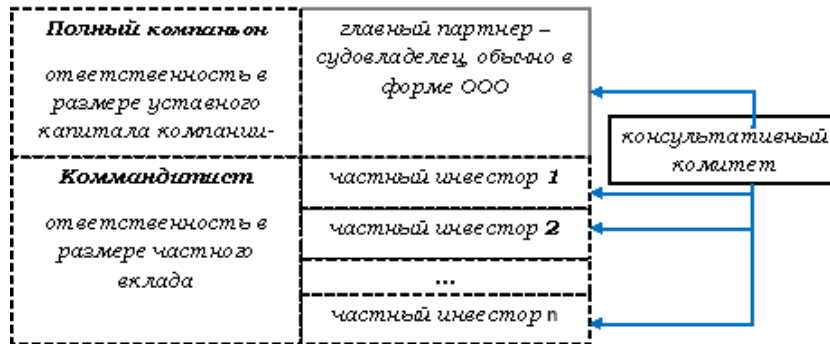 Полный компаньон
ответственность в
размере уставного
капитала компании-
главный партнер –
судовладелец, обычно в
форме ООО
консультативный
комитет
Коммандитист
ответственность в
размере частного
вклада
частный инвестор 1
частный инвестор 2
...
частный инвестор n